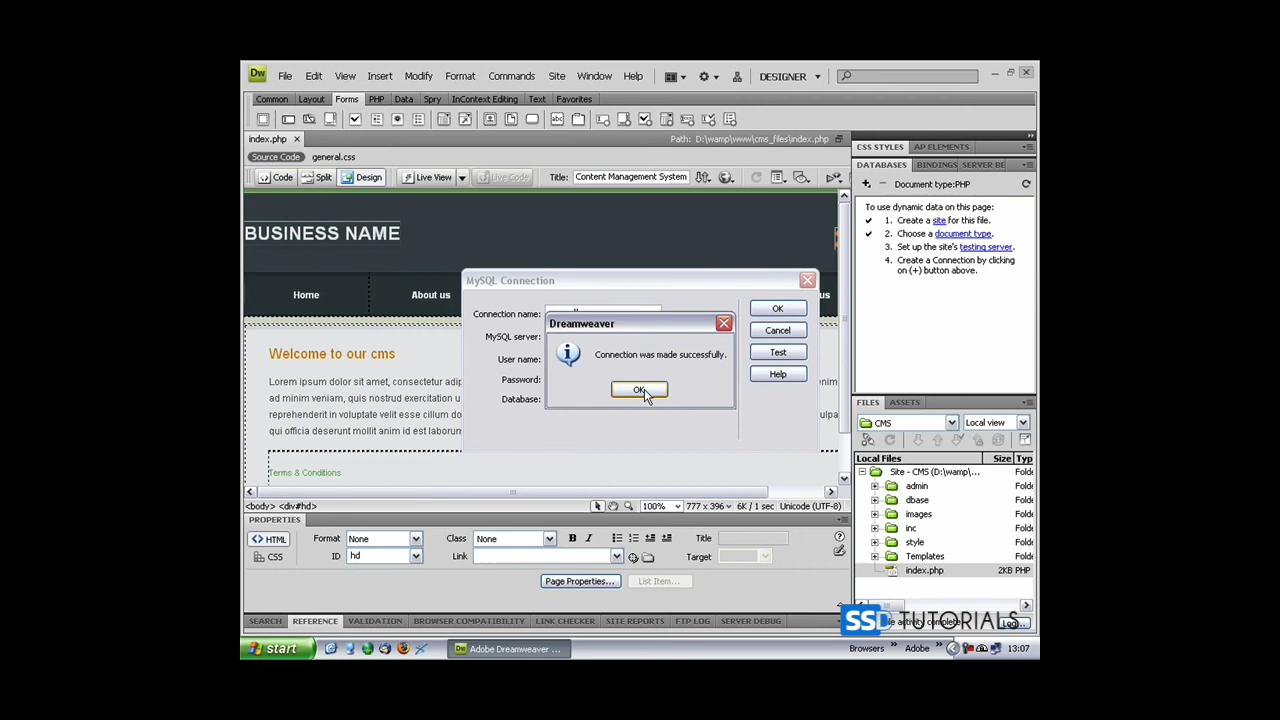 Dw File Edit View Insert Modify Format Commands Site Window Help DESIGNER
Common Layout Forms PHP Data Spry InContext Editing Text Favorites
index.php Path: D:\wamp\www\cms_files\index.php
Source Code general.css
Code Split Design Live View Live Code Title: Content Management System
BUSINESS NAME
Home About us us
Welcome to our cms
Lorem ipsum dolor sit amet, consectetur adip
ad minim veniam, quis nostrud exercitation u
reprehenderit in voluptate velit esse cillum do
qui officia deserunt mollit anim id est laborum
Terms & Conditions
MySQL Connection
Connection name:
MySQL server:
User name:
Password:
Database:
OK
Cancel
Test
Help
Dreamweaver
Connection was made successfully.
OK
<body> <div#hd> 100% 777 x 396 6K / 1 sec Unicode (UTF-8)
PROPERTIES
<> HTML Format None Class None B I Title
CSS ID hd Link Target
Page Properties... List Item...
SEARCH REFERENCE VALIDATION BROWSER COMPATIBILITY LINK CHECKER SITE REPORTS FTP LOG SERVER DEBUG
CSS STYLES AP ELEMENTS
DATABASES BINDINGS SERVER BE
Document type:PHP
To use dynamic data on this page:
1. Create a site for this file.
2. Choose a document type.
3. Set up the site's testing server.
4. Create a Connection by clicking
on (+) button above.
FILES ASSETS
CMS Local view
Local Files Size Typ
Site - CMS (D:\wamp\... Folde
admin Folde
dbase Folde
images Folde
inc Folde
style Folde
Templates Folde
index.php 2KB PHP
SSD TUTORIALS
file activity complete. Log...
start Adobe Dreamweaver ... Browsers » Adobe » 13:07